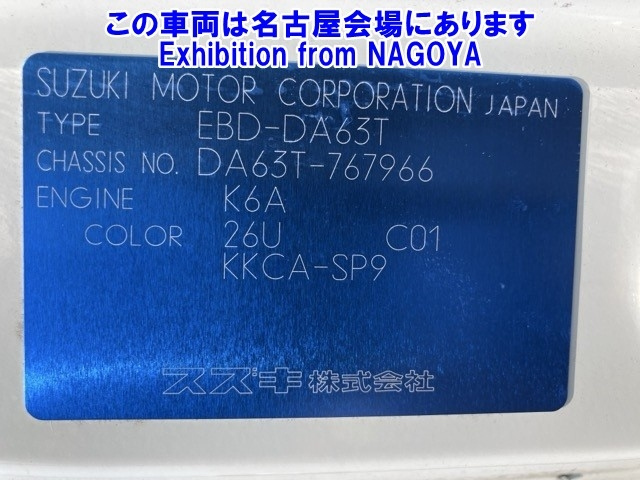 この車両は名古屋会場にあります
Exhibition from NAGOYA
SUZUKI MOTOR CORPORATION JAPAN
TYPE EBD-DA63T
CHASSIS NO. DA63T-767966
ENGINE K6A
COLOR 26U C01
KKCA-SP9
スズキ株式会社